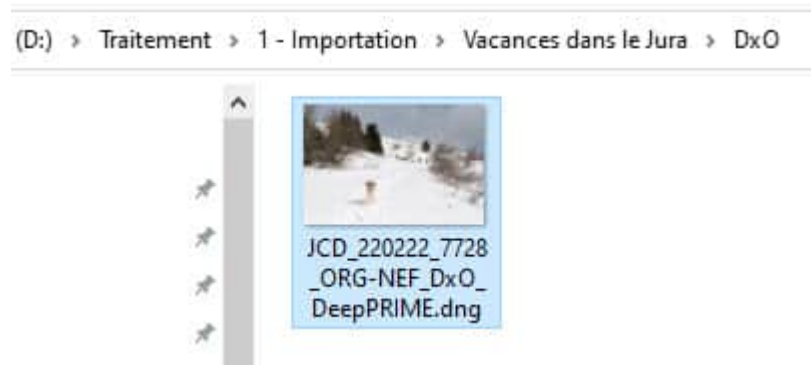 (D:) > Traitement > 1 - Importation > Vacances dans le Jura > DxO
JCD_220222_7728
_ORG-NEF_DxO_
DeepPRIME.dng